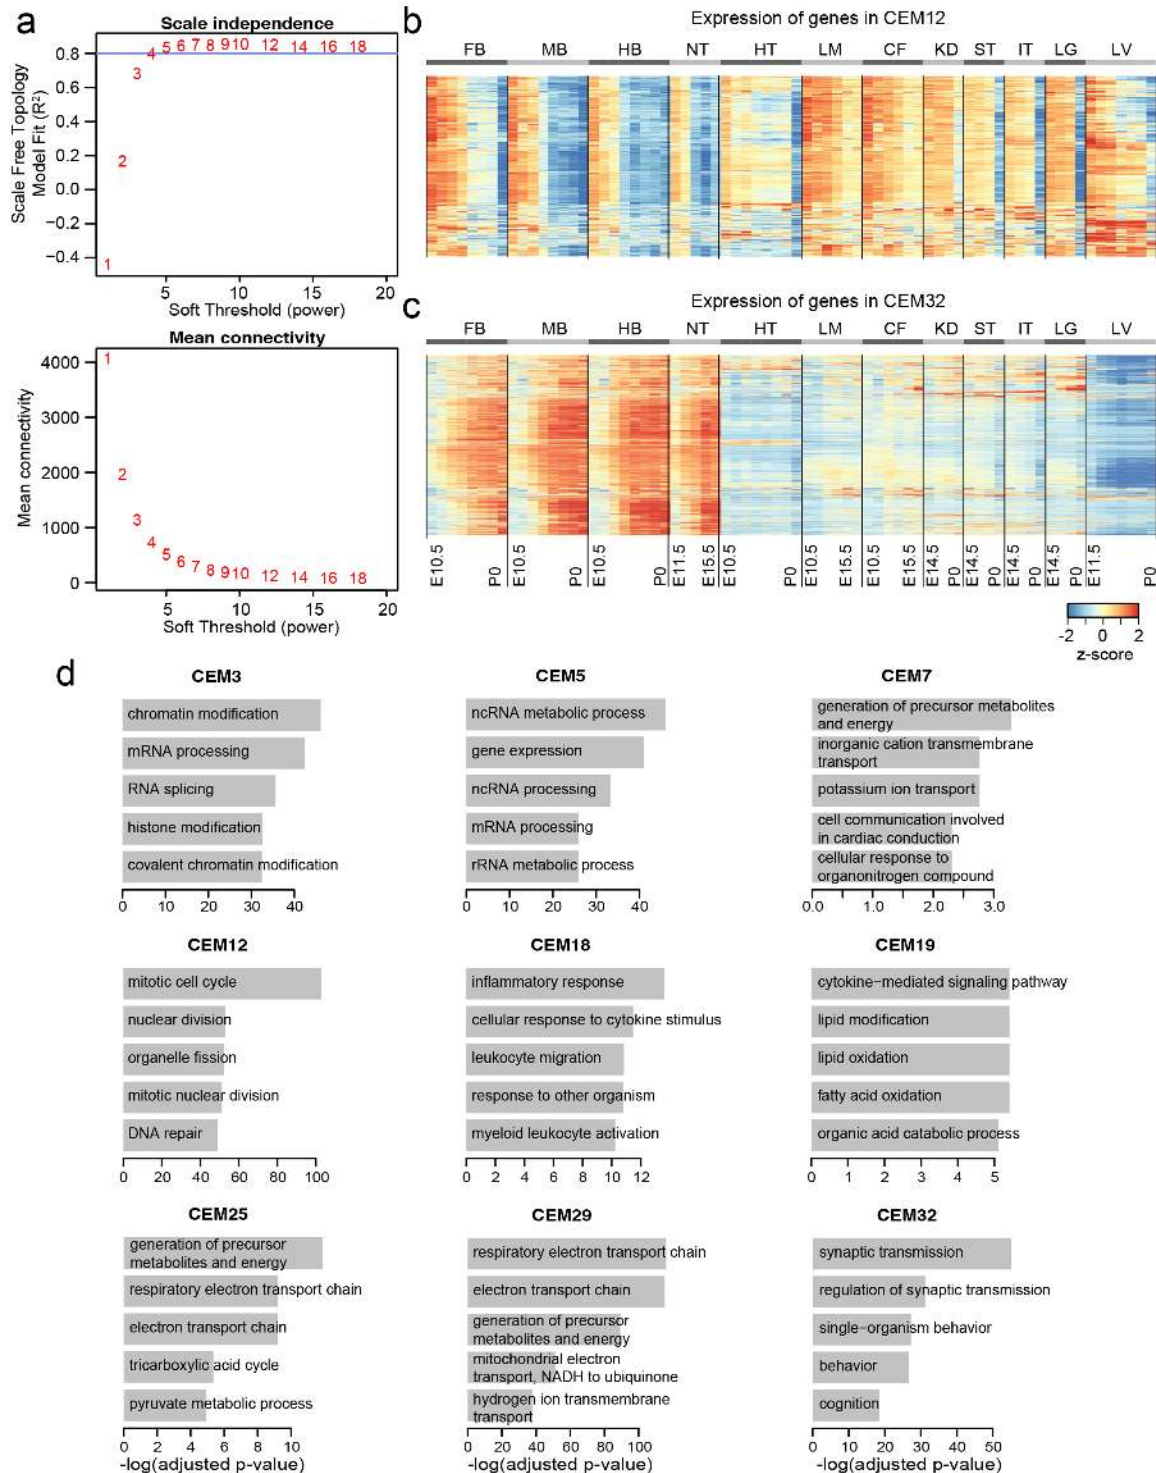 a
Scale independence
Scale Free Topology
Model Fit (R²)
0.8
0.6
0.4
0.2
0.0
−0.2
−0.4
1
2
3
4 5 6 7 8 9 10 12 14 16 18
5 10 15 20
Soft Threshold (power)
Mean connectivity
Mean connectivity
4000
3000
2000
1000
0
1
2
3
4 5 6 7 8 9 10 12 14 16 18
5 10 15 20
Soft Threshold (power)
b
Expression of genes in CEM12
FB MB HB NT HT LM CF KD ST IT LG LV
c
Expression of genes in CEM32
FB MB HB NT HT LM CF KD ST IT LG LV
E10.5 P0 E10.5 P0 E10.5 P0 E11.5 E15.5 E10.5 P0 E10.5 E15.5 E10.5 E15.5 E14.5 P0 E14.5 P0 E14.5 P0 E14.5 P0 E11.5 P0
-2 0 2
z-score
d
CEM3
chromatin modification
mRNA processing
RNA splicing
histone modification
covalent chromatin modification
0 10 20 30 40
CEM5
ncRNA metabolic process
gene expression
ncRNA processing
mRNA processing
rRNA metabolic process
0 10 20 30 40
CEM7
generation of precursor metabolites
and energy
inorganic cation transmembrane
transport
potassium ion transport
cell communication involved
in cardiac conduction
cellular response to
organonitrogen compound
0.0 1.0 2.0 3.0
CEM12
mitotic cell cycle
nuclear division
organelle fission
mitotic nuclear division
DNA repair
0 20 40 60 80 100
CEM18
inflammatory response
cellular response to cytokine stimulus
leukocyte migration
response to other organism
myeloid leukocyte activation
0 2 4 6 8 10 12
CEM19
cytokine−mediated signaling pathway
lipid modification
lipid oxidation
fatty acid oxidation
organic acid catabolic process
0 1 2 3 4 5
CEM25
generation of precursor
metabolites and energy
respiratory electron transport chain
electron transport chain
tricarboxylic acid cycle
pyruvate metabolic process
0 2 4 6 8 10
-log(adjusted p-value)
CEM29
respiratory electron transport chain
electron transport chain
generation of precursor
metabolites and energy
mitochondrial electron
transport, NADH to ubiquinone
hydrogen ion transmembrane
transport
0 20 40 60 80 100
-log(adjusted p-value)
CEM32
synaptic transmission
regulation of synaptic transmission
single−organism behavior
behavior
cognition
0 10 20 30 40 50
-log(adjusted p-value)